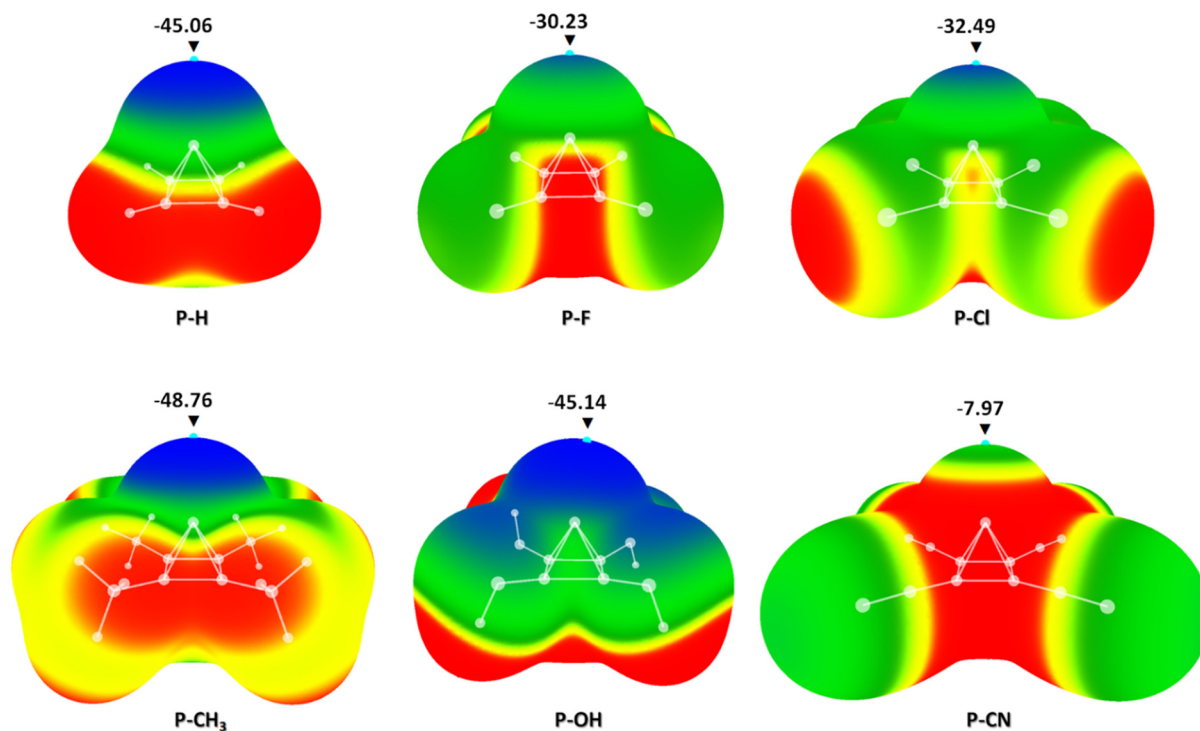 -45.06
-30.23
-32.49
P-H
P-F
P-Cl
-48.76
-45.14
-7.97
P-CH₃
P-OH
P-CN